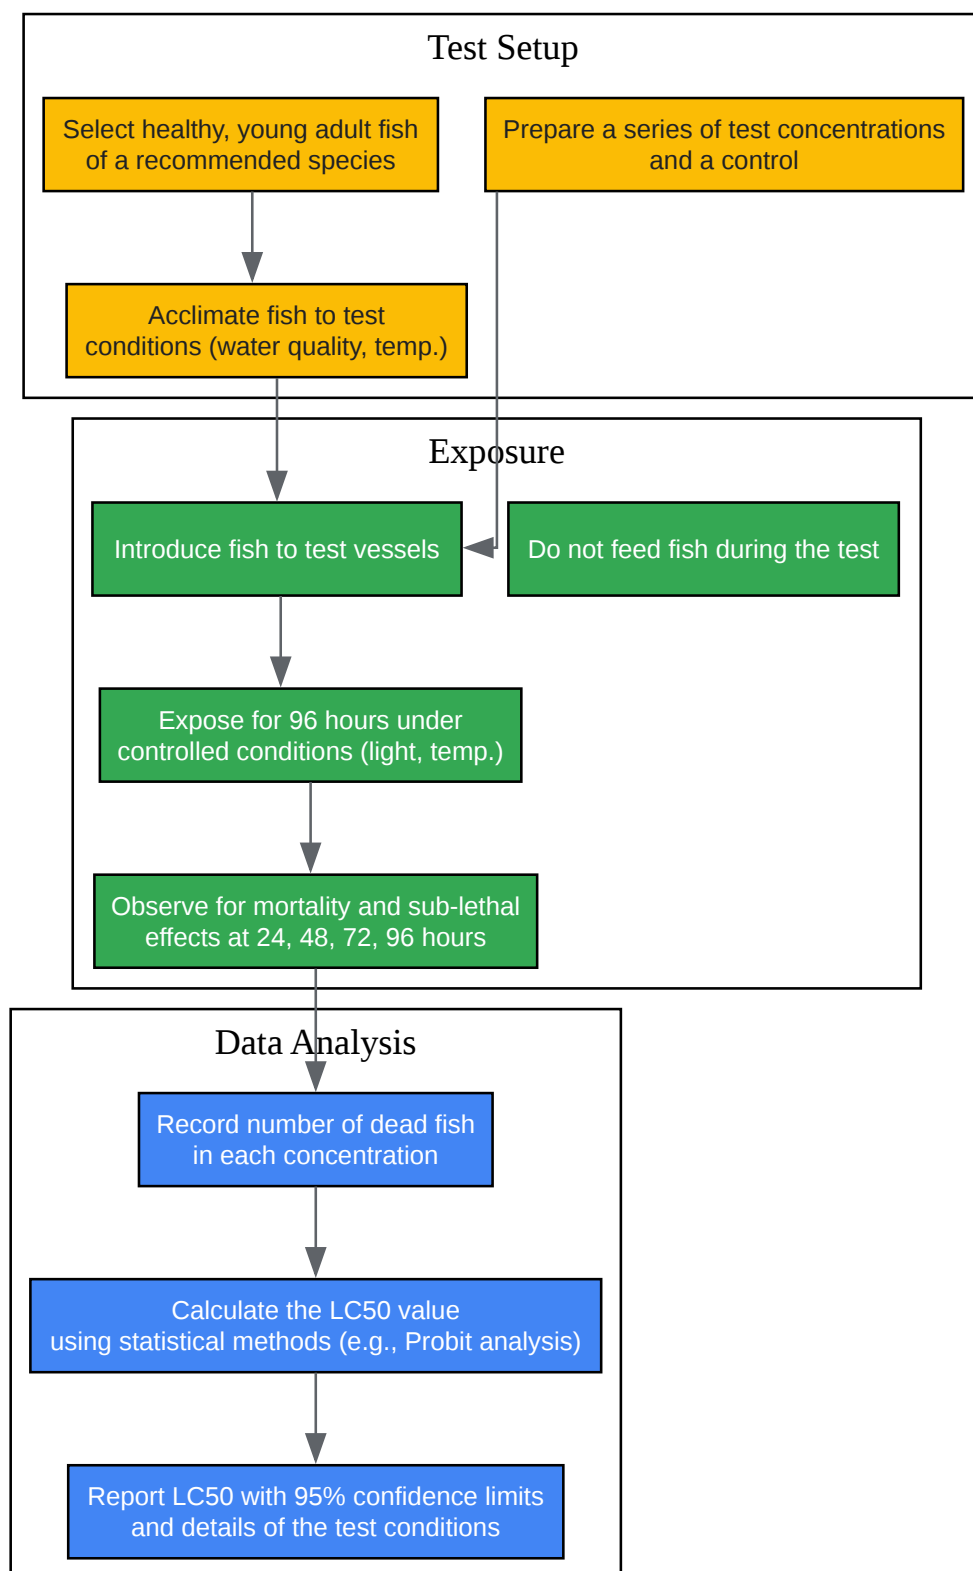 Test Setup
Select healthy, young adult fish
of a recommended species
Prepare a series of test concentrations
and a control
Acclimate fish to test
conditions (water quality, temp.)
Exposure
Introduce fish to test vessels
Do not feed fish during the test
Expose for 96 hours under
controlled conditions (light, temp.)
Observe for mortality and sub-lethal
effects at 24, 48, 72, 96 hours
Data Analysis
Record number of dead fish
in each concentration
Calculate the LC50 value
using statistical methods (e.g., Probit analysis)
Report LC50 with 95% confidence limits
and details of the test conditions